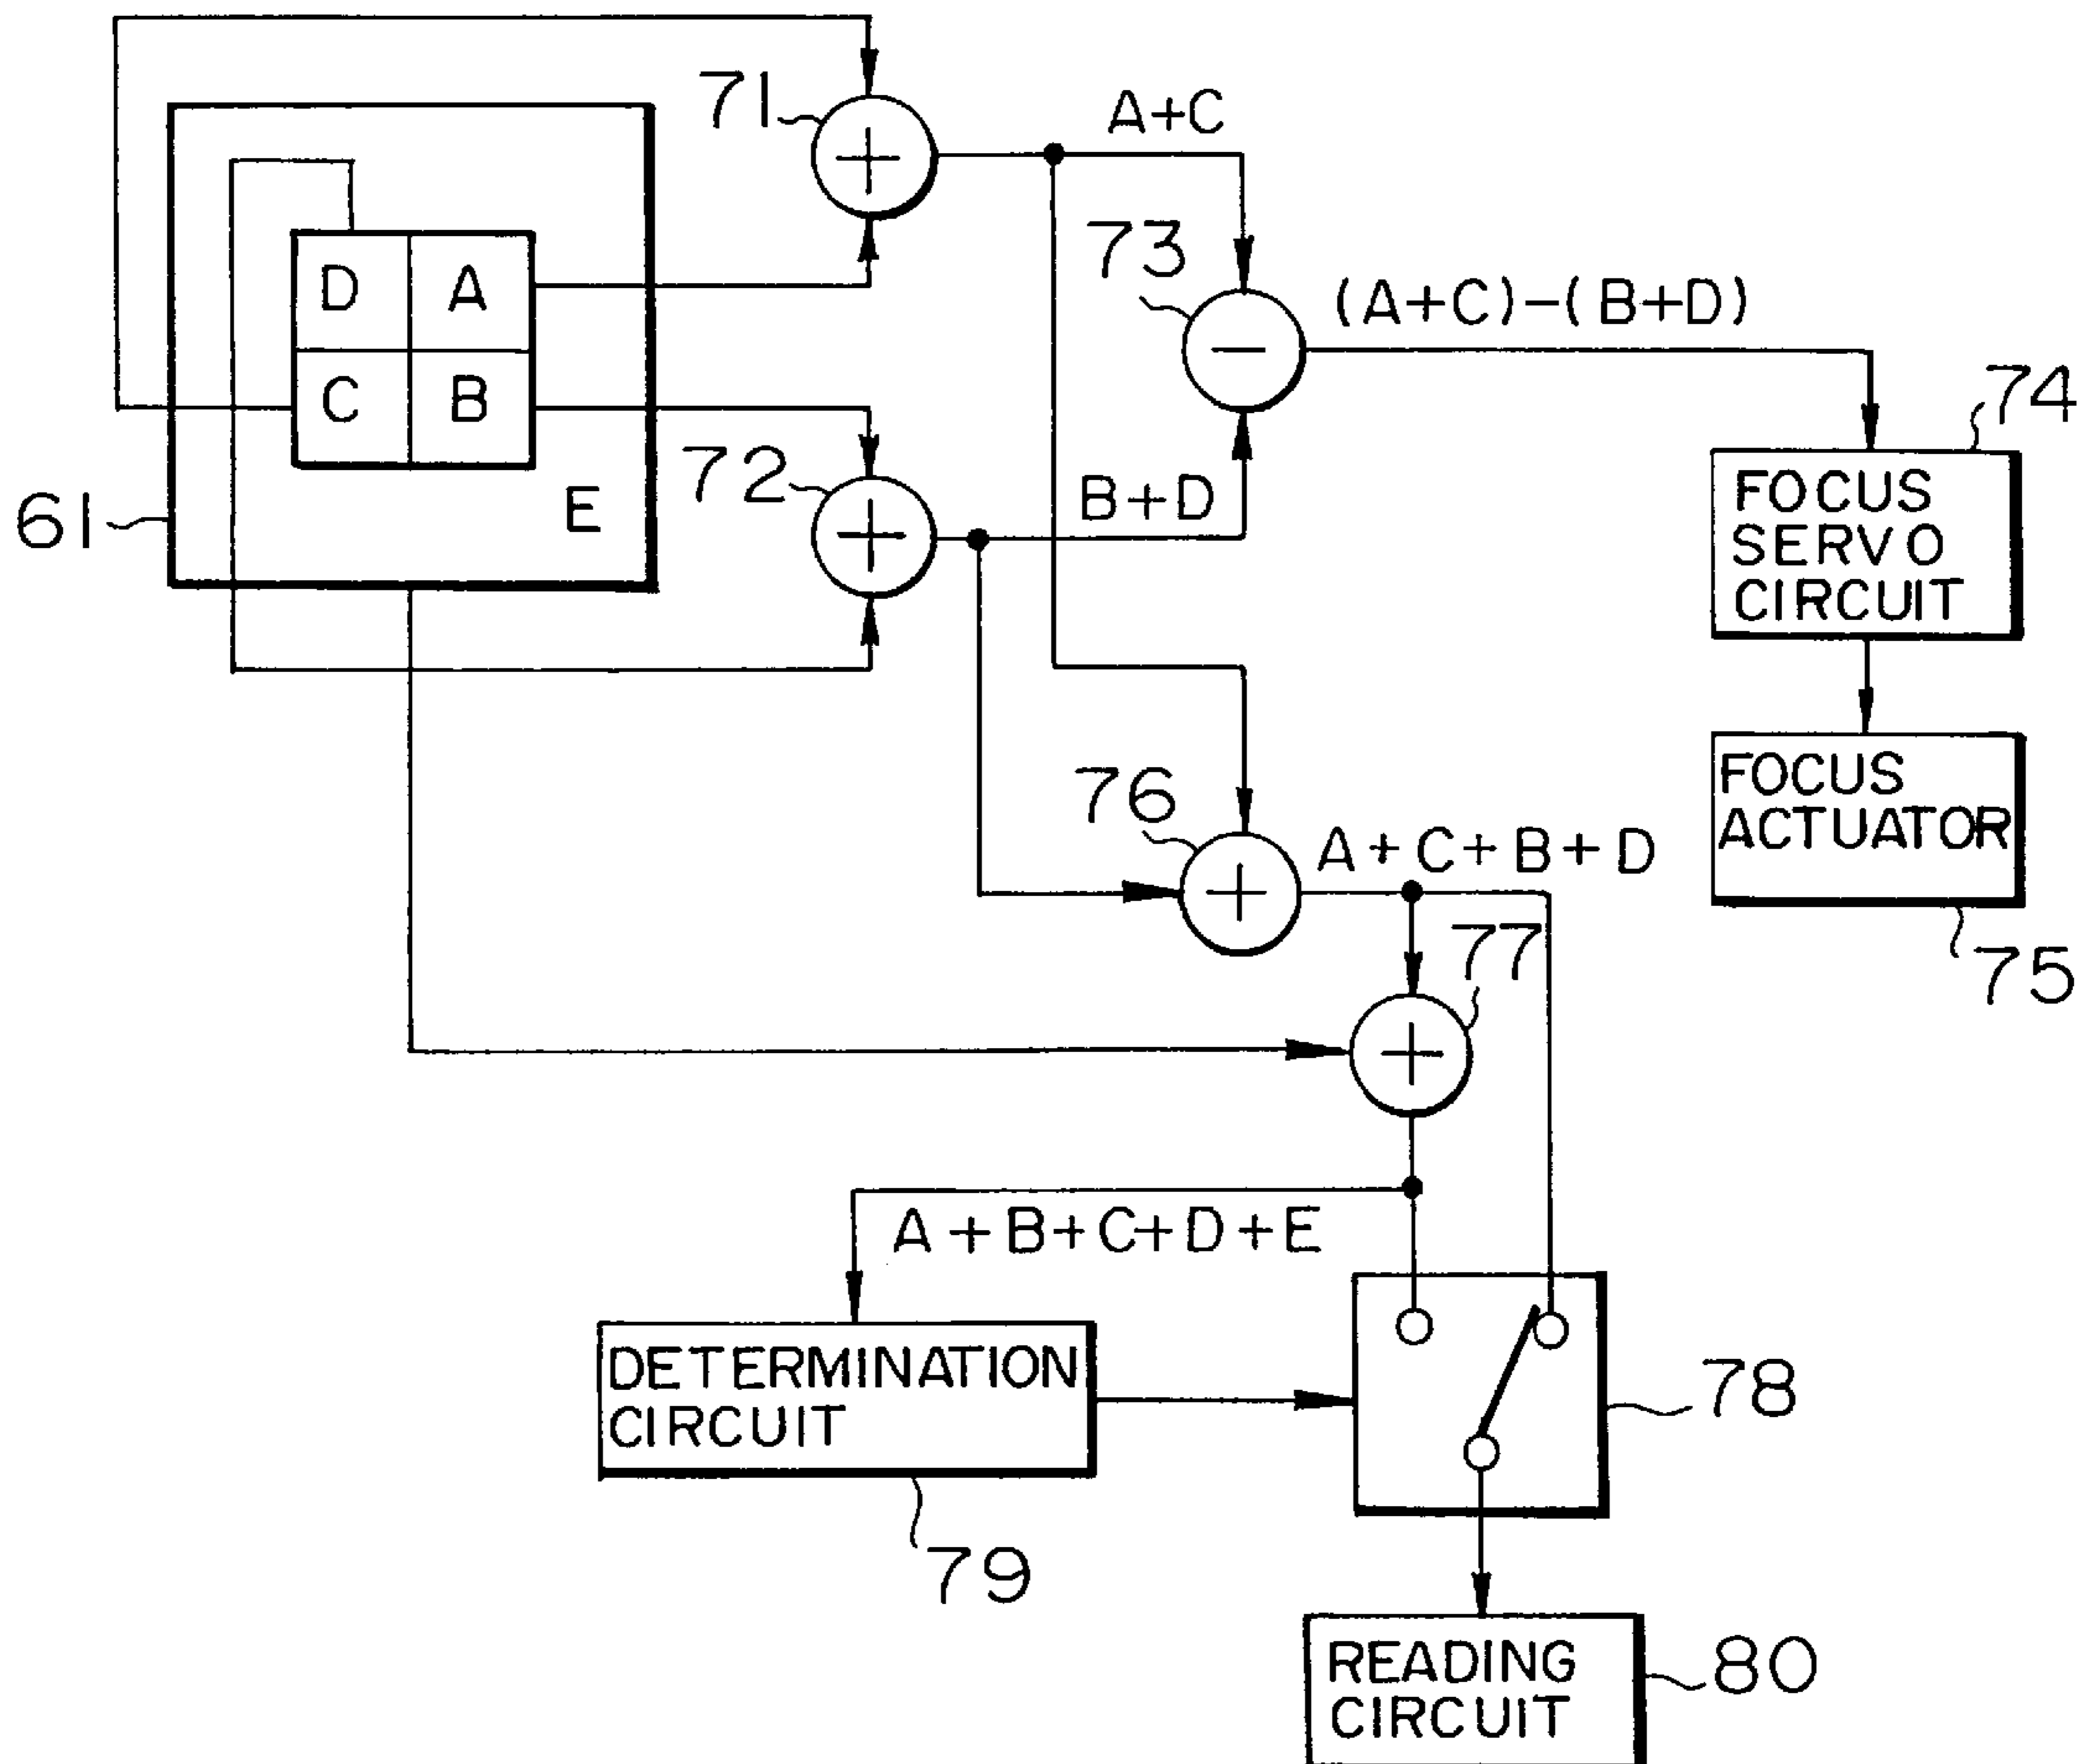 71
A+C
73
D
A
(A+C)-(B+D)
74
C
B
72
61
E
B+D
FOCUS
SERVO
CIRCUIT
76
FOCUS
ACTUATOR
A+C+B+D
77
75
A+B+C+D+E
DETERMINATION
CIRCUIT
78
79
READING
CIRCUIT
80